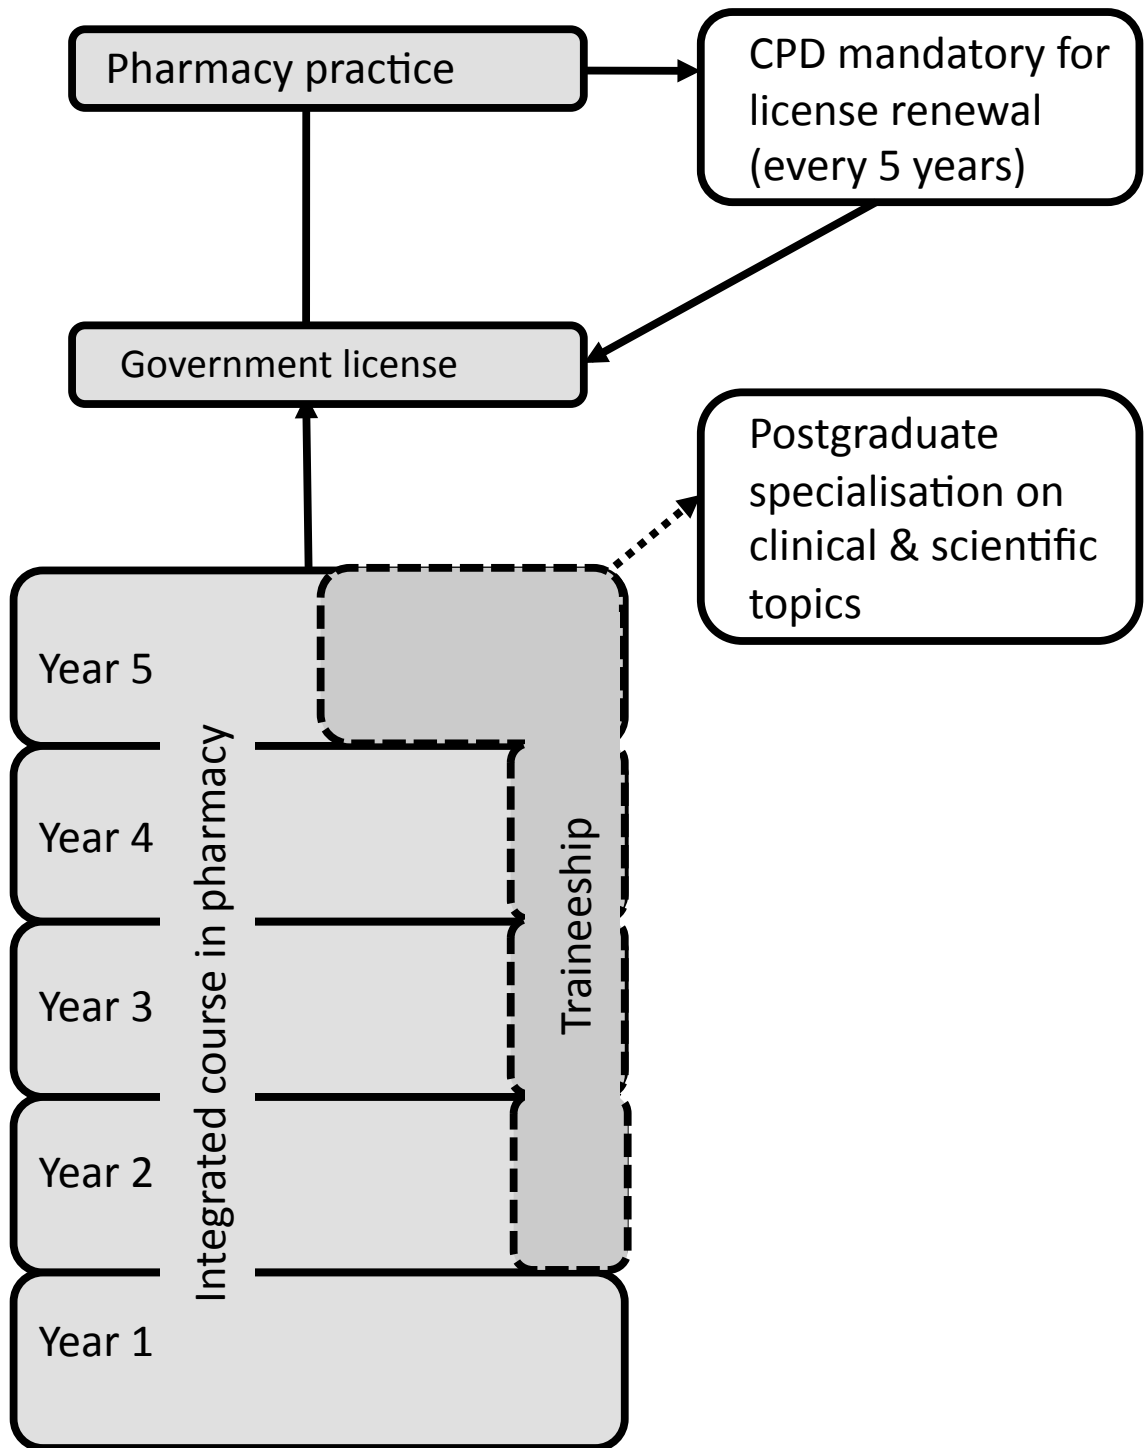 Pharmacy practice
CPD mandatory for
license renewal
(every 5 years)
Government license
Postgraduate
specialisation on
clinical & scientific
topics
Year 5
Year 4
Year 3
Year 2
Year 1
Integrated course in pharmacy
Traineeship